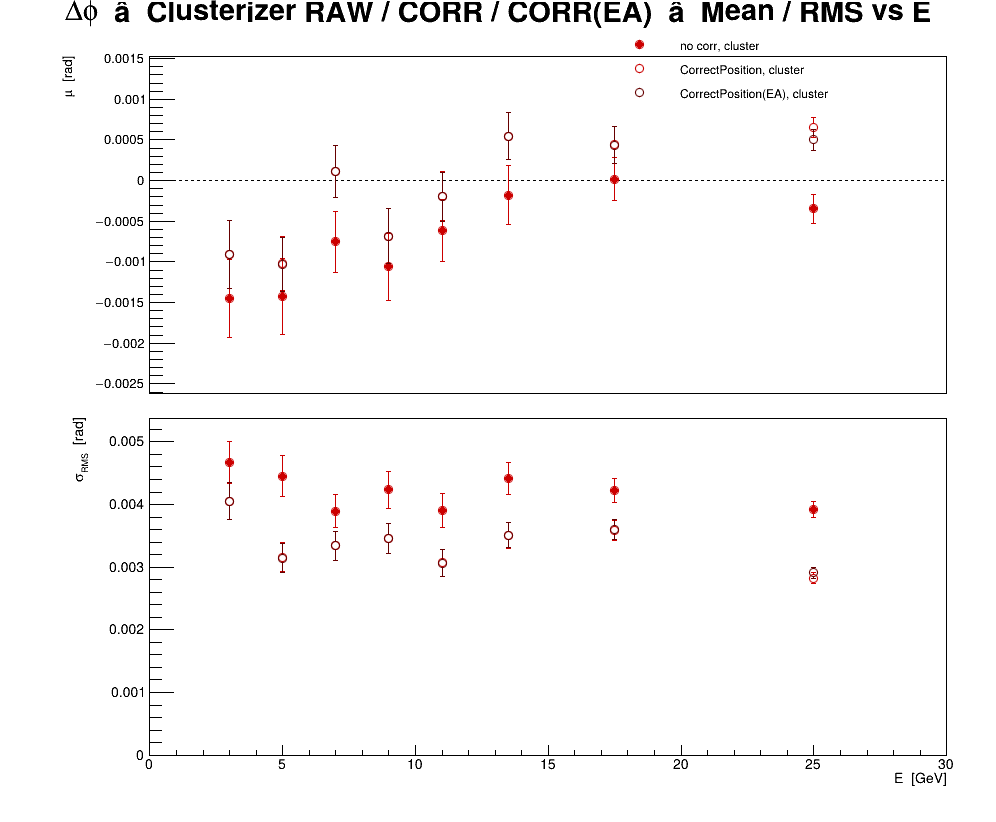 Δϕ â Clusterizer RAW / CORR / CORR(EA) â Mean / RMS vs E
no corr, cluster
CorrectPosition, cluster
CorrectPosition(EA), cluster
μ [rad]
0.0015
0.001
0.0005
0
−0.0005
−0.001
−0.0015
−0.002
−0.0025
σRMS [rad]
0.005
0.004
0.003
0.002
0.001
0
0 5 10 15 20 25 30
E [GeV]